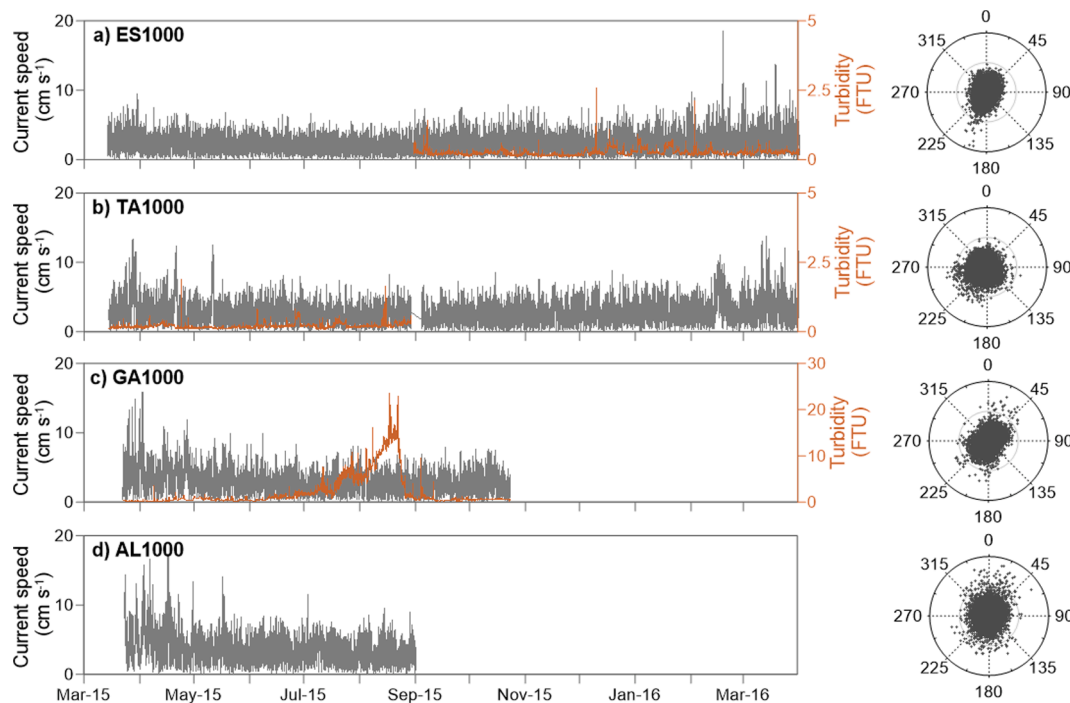 a) ES1000
Current speed
(cm s-1)
20
10
0
5
2.5
0
Turbidity
(FTU)
0
45
90
135
180
225
270
315
b) TA1000
Current speed
(cm s-1)
20
10
0
5
2.5
0
Turbidity
(FTU)
0
45
90
135
180
225
270
315
c) GA1000
Current speed
(cm s-1)
20
10
0
30
20
10
0
Turbidity
(FTU)
0
45
90
135
180
225
270
315
d) AL1000
Current speed
(cm s-1)
20
10
0
0
45
90
135
180
225
270
315
Mar-15 May-15 Jul-15 Sep-15 Nov-15 Jan-16 Mar-16